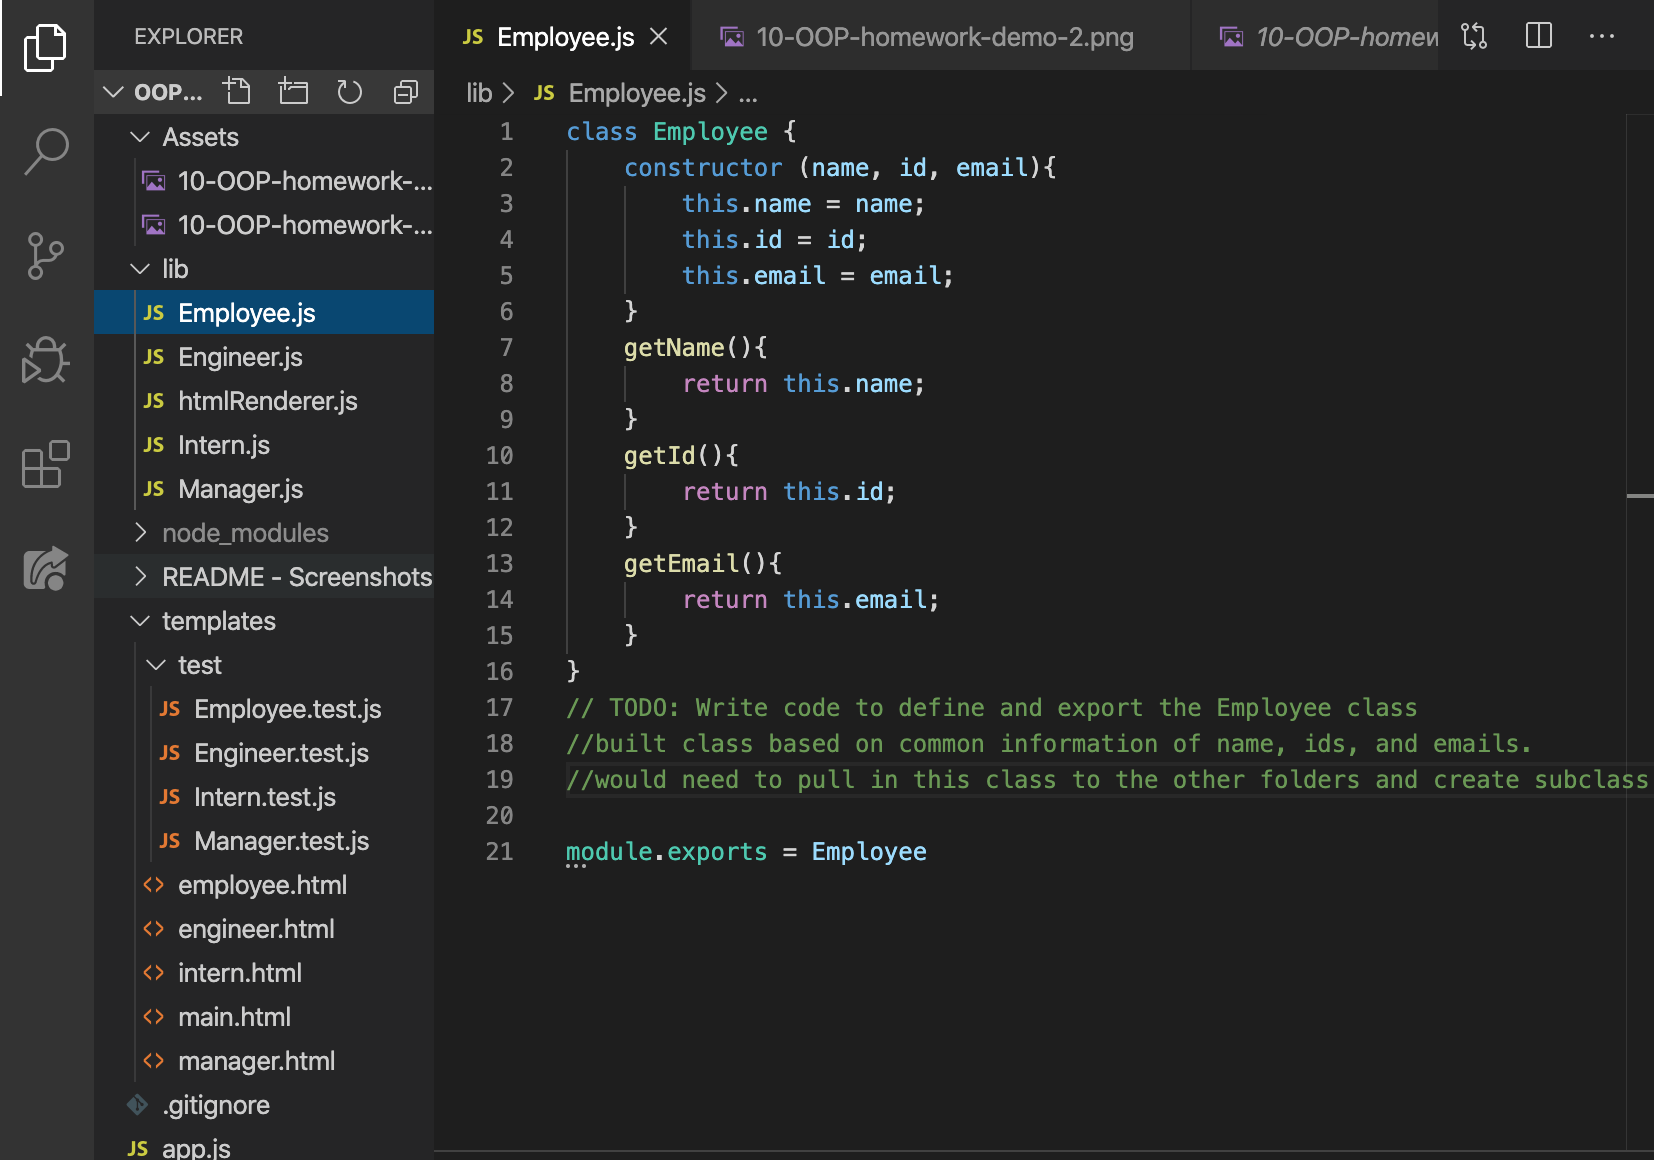 EXPLORER
OOP...
Assets
10-OOP-homework-...
10-OOP-homework-...
lib
JS Employee.js
JS Engineer.js
JS htmlRenderer.js
JS Intern.js
JS Manager.js
node_modules
README - Screenshots
templates
test
JS Employee.test.js
JS Engineer.test.js
JS Intern.test.js
JS Manager.test.js
<> employee.html
<> engineer.html
<> intern.html
<> main.html
<> manager.html
.gitignore
JS app.js
JS Employee.js
10-OOP-homework-demo-2.png
10-OOP-homew
lib > JS Employee.js > ...
1 class Employee {
2 constructor (name, id, email){
3 this.name = name;
4 this.id = id;
5 this.email = email;
6 }
7 getName(){
8 return this.name;
9 }
10 getId(){
11 return this.id;
12 }
13 getEmail(){
14 return this.email;
15 }
16 }
17 // TODO: Write code to define and export the Employee class
18 //built class based on common information of name, ids, and emails.
19 //would need to pull in this class to the other folders and create subclass
20
21 module.exports = Employee